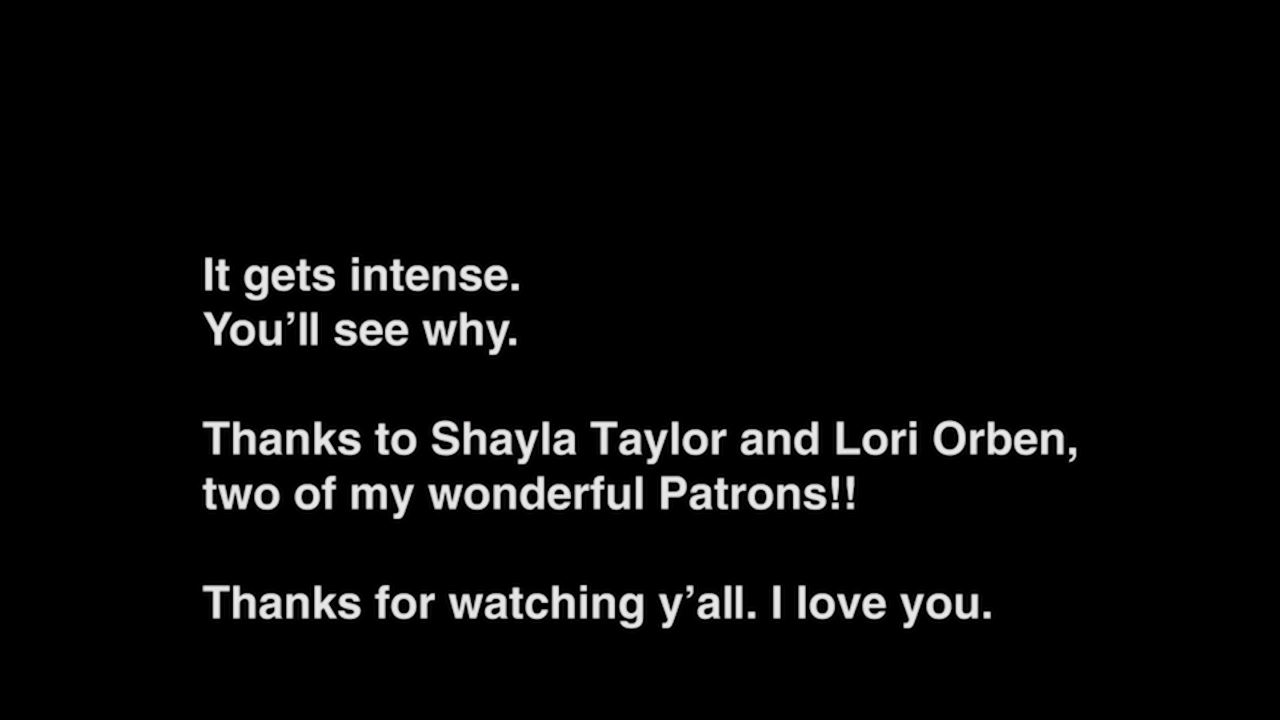 It gets intense.
You’ll see why.
Thanks to Shayla Taylor and Lori Orben,
two of my wonderful Patrons!!
Thanks for watching y’all. I love you.